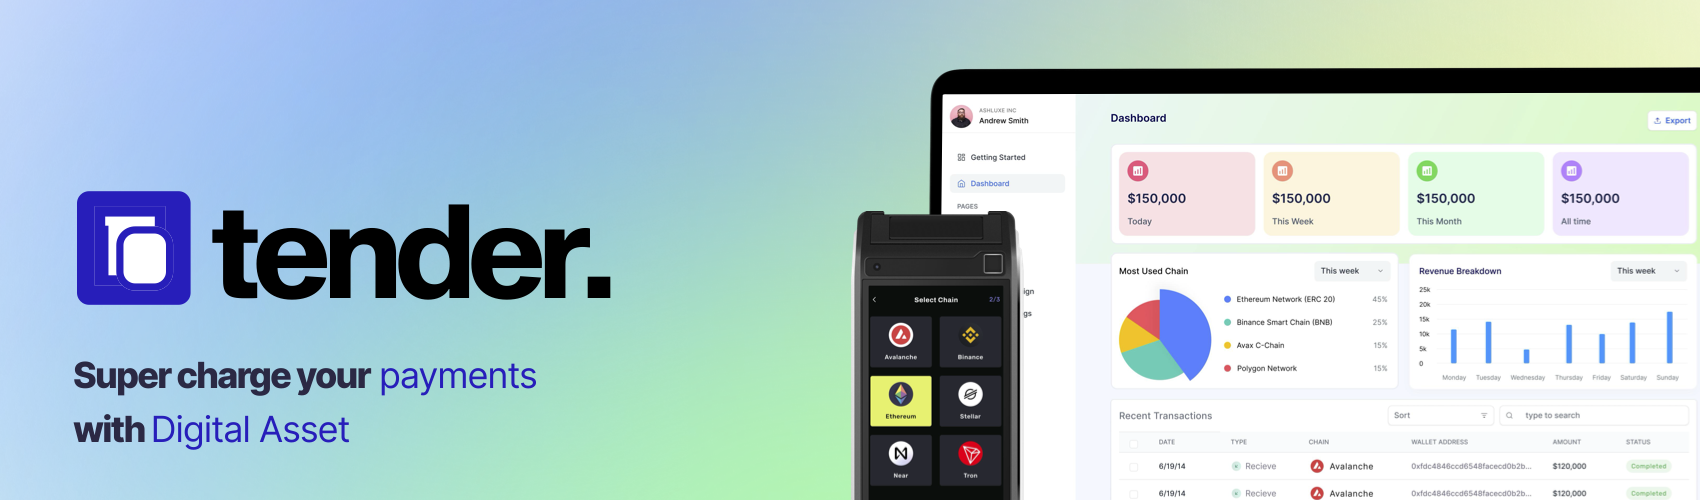 tender.
Super charge your payments
with Digital Asset
Select Chain 2/3
Avalanche Binance
Ethereum Stellar
Near Tron
ASHLUXE INC
Andrew Smith
Getting Started
Dashboard
PAGES
ign
gs
Dashboard
Export
$150,000 $150,000 $150,000 $150,000
Today This Week This Month All time
Most Used Chain This week
Ethereum Network (ERC 20) 45%
Binance Smart Chain (BNB) 25%
Avax C-Chain 15%
Polygon Network 15%
Revenue Breakdown This week
25k
20k
15k
10k
5k
0
Monday Tuesday Wednesday Thursday Friday Saturday Sunday
Recent Transactions Sort type to search
DATE TYPE CHAIN WALLET ADDRESS AMOUNT STATUS
6/19/14 Recieve Avalanche 0xfdc4846ccd6548facecd0b2b... $120,000 Completed
6/19/14 Recieve Avalanche 0xfdc4846ccd6548facecd0b2b... $120,000 Completed